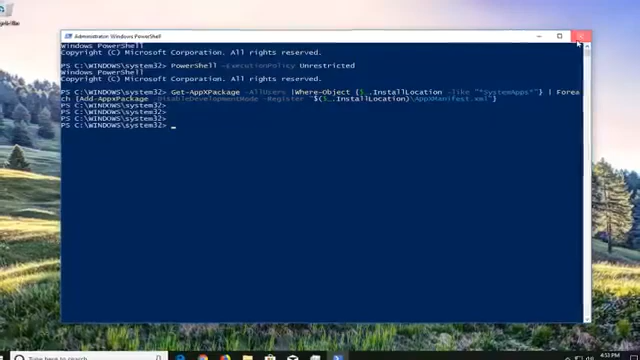 Administrator: Windows PowerShell
Windows PowerShell
Copyright (C) Microsoft Corporation. All rights reserved.
PS C:\WINDOWS\system32> PowerShell -ExecutionPolicy Unrestricted
Windows PowerShell
Copyright (C) Microsoft Corporation. All rights reserved.
PS C:\WINDOWS\system32> Get-AppXPackage -AllUsers |Where-Object {$_.InstallLocation -like "*SystemApps*"} | Forea
ch {Add-AppxPackage -DisableDevelopmentMode -Register "$($_.InstallLocation)\AppXManifest.xml"}
PS C:\WINDOWS\system32>
PS C:\WINDOWS\system32>
PS C:\WINDOWS\system32>
PS C:\WINDOWS\system32> _
Type here to search
4:53 PM